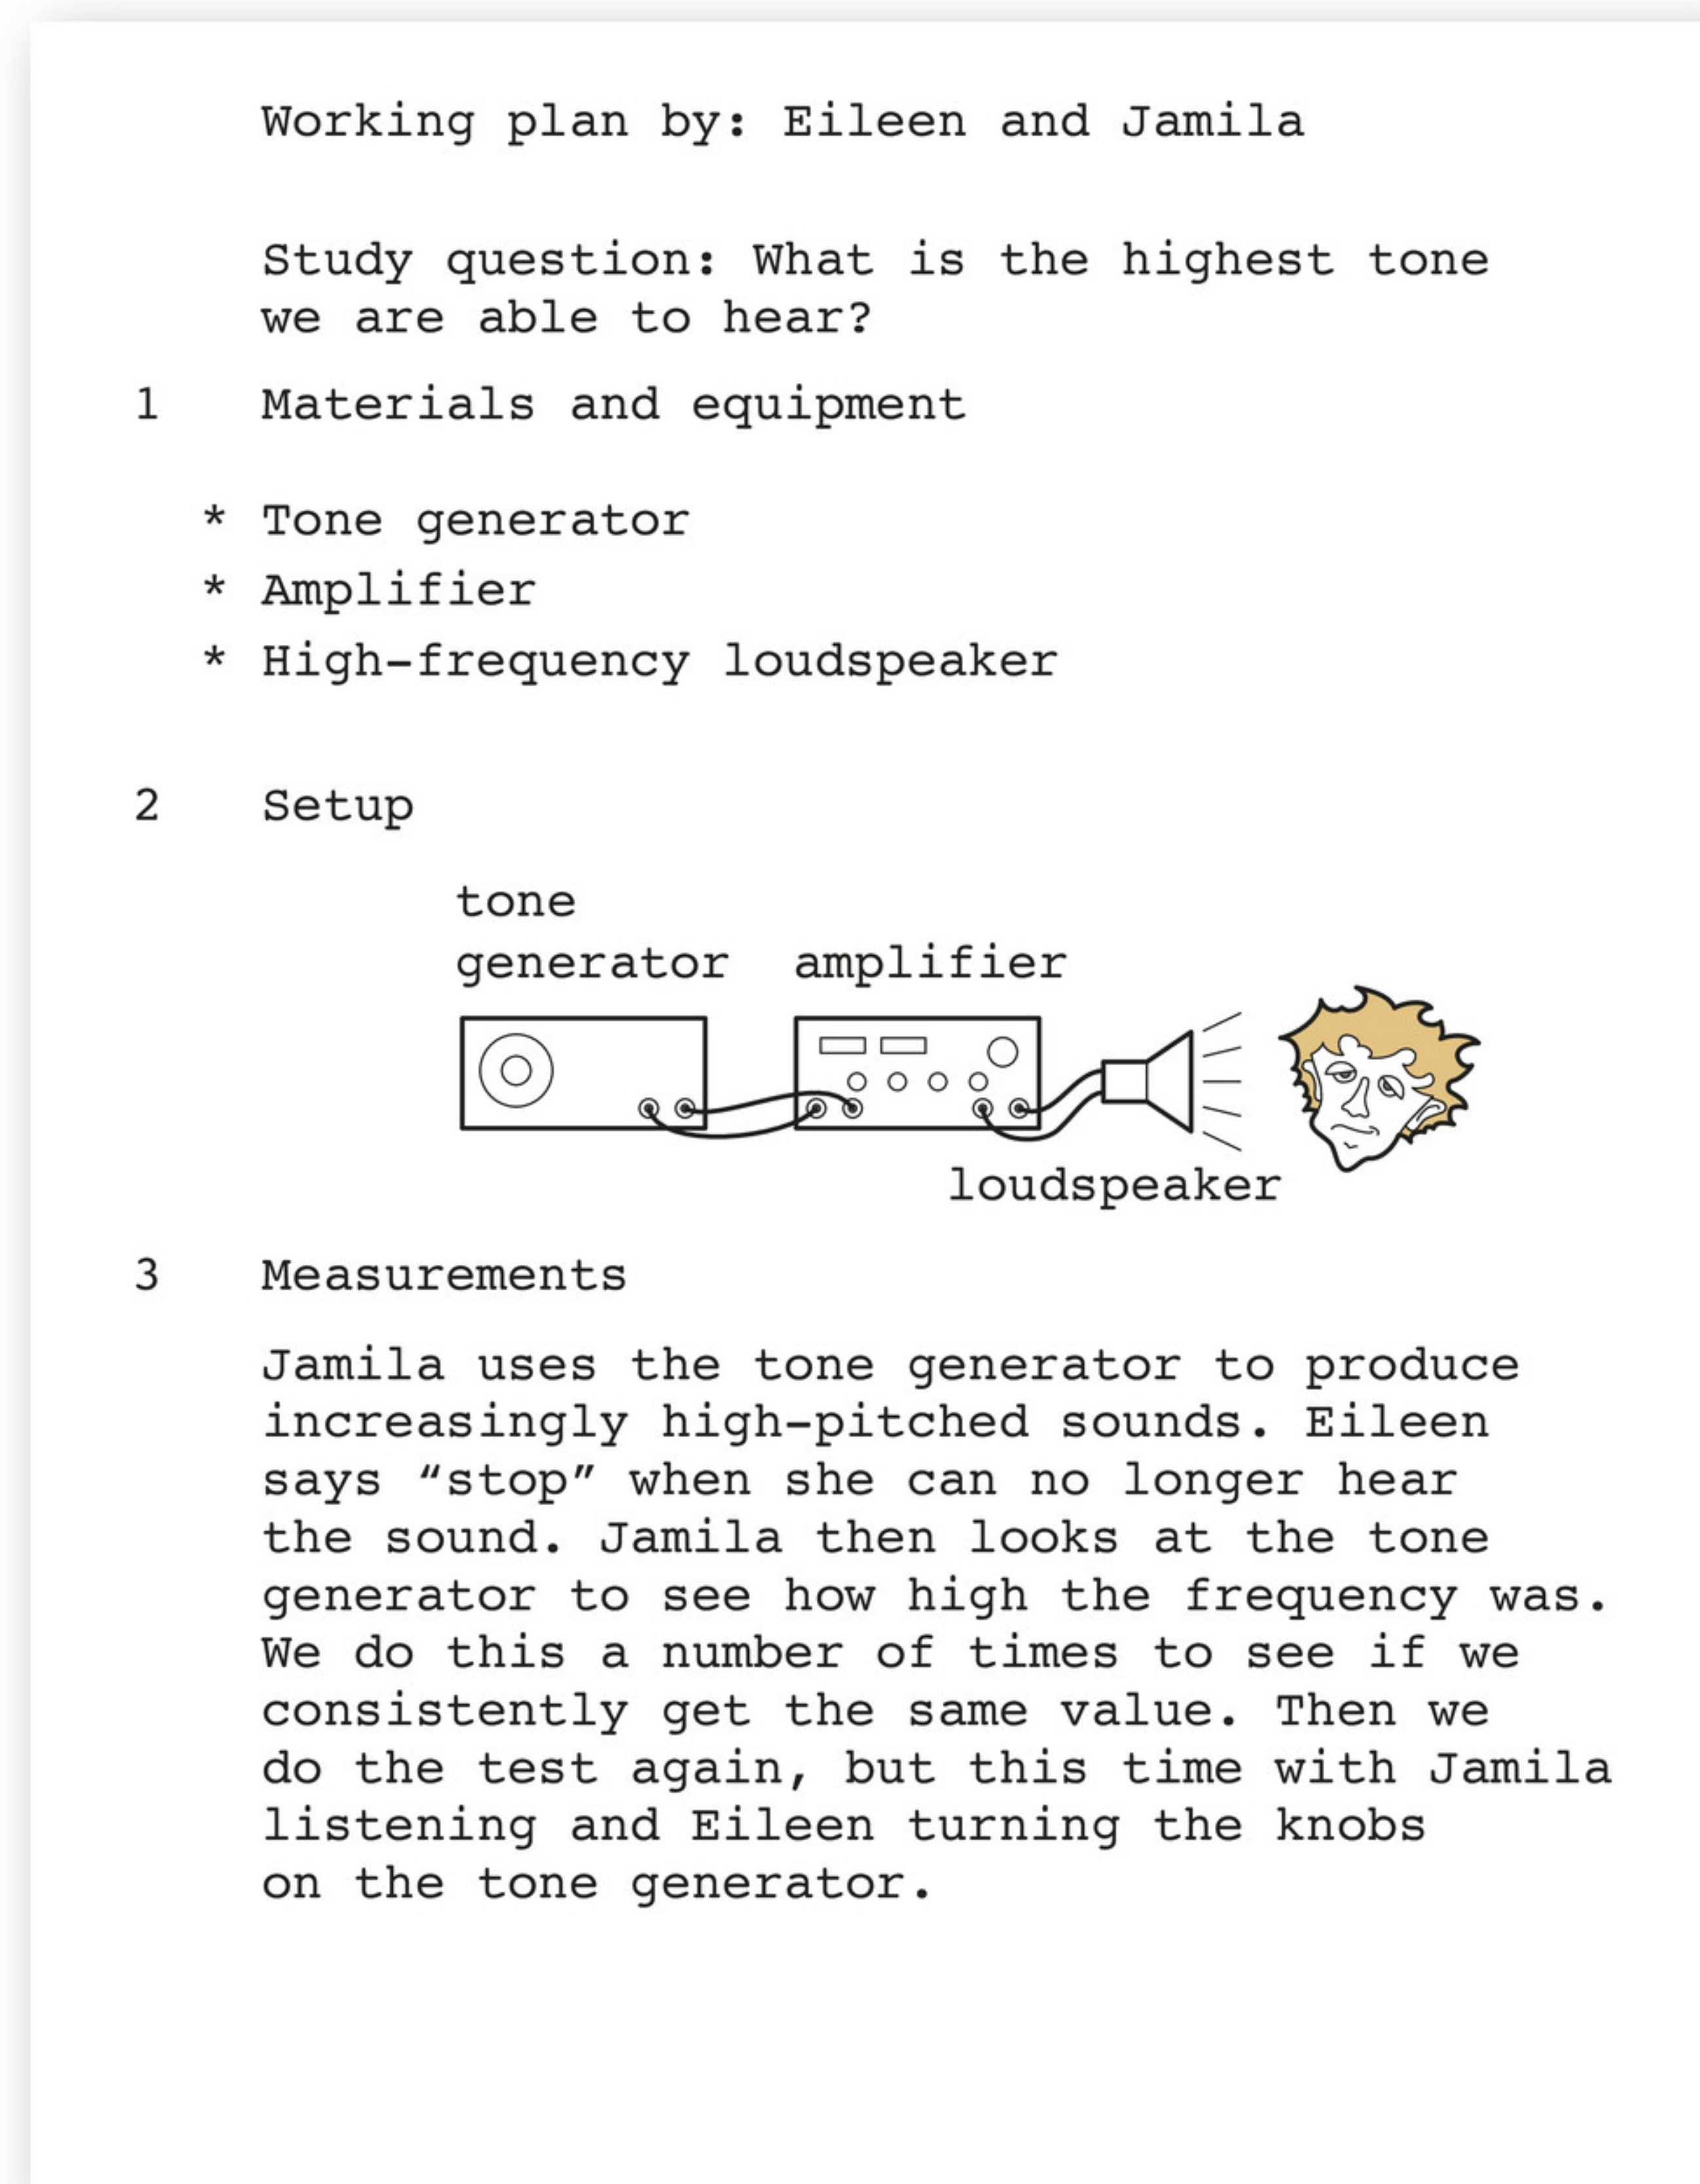 Working plan by: Eileen and Jamila
Study question: What is the highest tone
we are able to hear?
1 Materials and equipment
* Tone generator
* Amplifier
* High-frequency loudspeaker
2 Setup
tone
generator amplifier
loudspeaker
3 Measurements
Jamila uses the tone generator to produce
increasingly high-pitched sounds. Eileen
says “stop” when she can no longer hear
the sound. Jamila then looks at the tone
generator to see how high the frequency was.
We do this a number of times to see if we
consistently get the same value. Then we
do the test again, but this time with Jamila
listening and Eileen turning the knobs
on the tone generator.